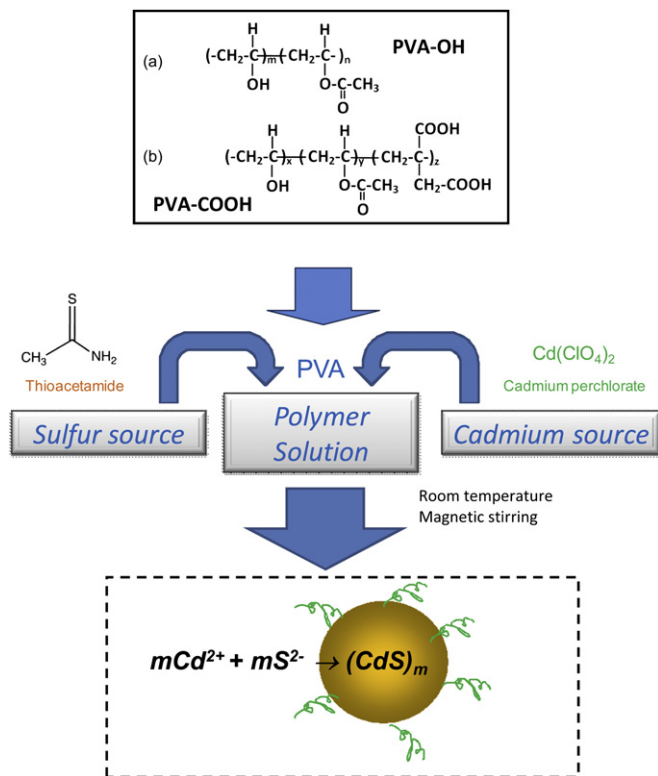 H H
(a) (-CH₂-C-)ₘ(-CH₂-C-)ₙ PVA-OH
OH O-C-CH₃
O
H H COOH
(b) (-CH₂-C-)ₓ(-CH₂-C-)ᵧ(-CH₂-C-)z
OH O-C-CH₃ CH₂-COOH
O
PVA-COOH
S
CH₃ NH₂
Thioacetamide
PVA
Cd(ClO₄)₂
Cadmium perchlorate
Sulfur source
Polymer
Solution
Cadmium source
Room temperature
Magnetic stirring
mCd²⁺ + mS²⁻ → (CdS)ₘ